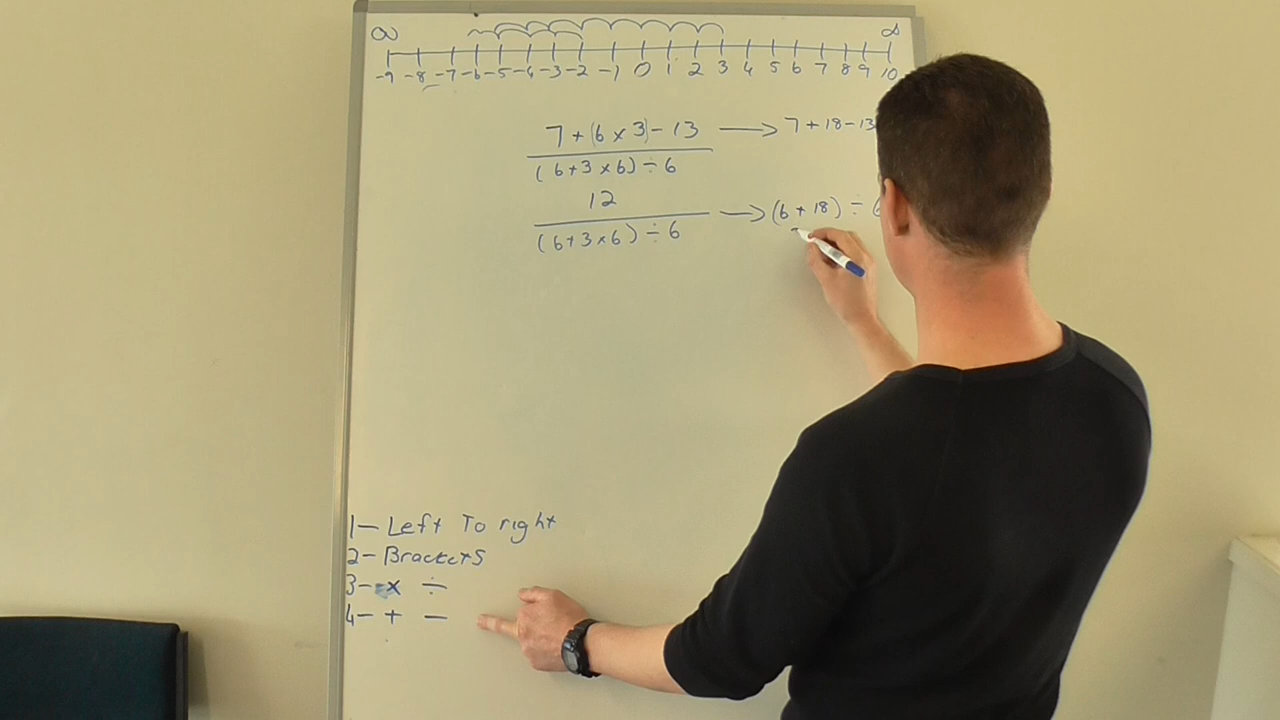 ∞ ∞
-9 -8 -7 -6 -5 -4 -3 -2 -1 0 1 2 3 4 5 6 7 8 9 10
7 + (6 x 3) - 13 → 7 + 18 - 13
(6 + 3 x 6) ÷ 6
12
(6 + 3 x 6) ÷ 6 → (6 + 18) ÷ 6
1- Left To right
2- Brackets
3- x ÷
4- + -